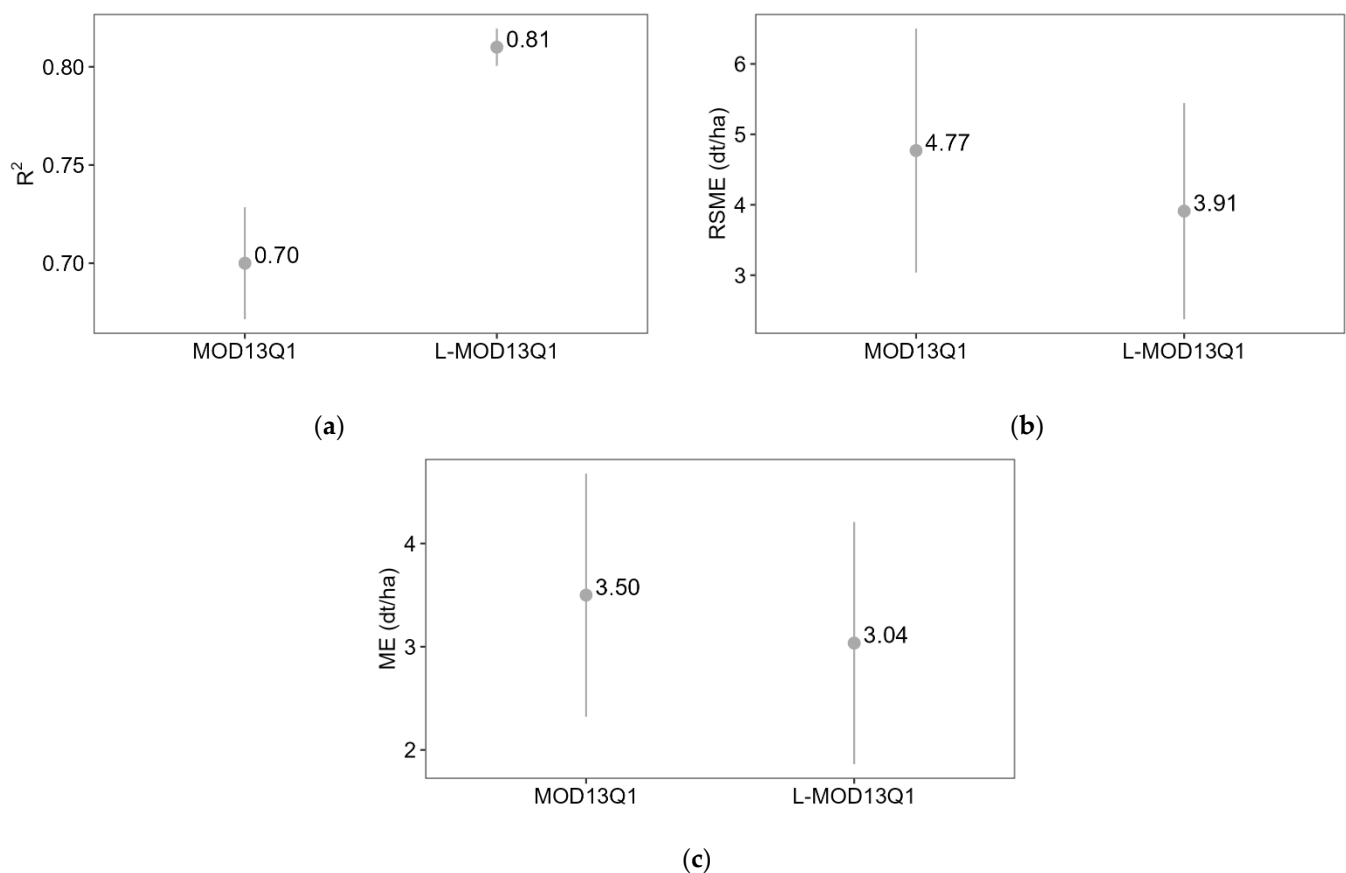 R²
0.80
0.75
0.70
0.70
0.81
MOD13Q1
L-MOD13Q1
(a)
RSME (dt/ha)
6
5
4
3
4.77
3.91
MOD13Q1
L-MOD13Q1
(b)
ME (dt/ha)
4
3
2
3.50
3.04
MOD13Q1
L-MOD13Q1
(c)